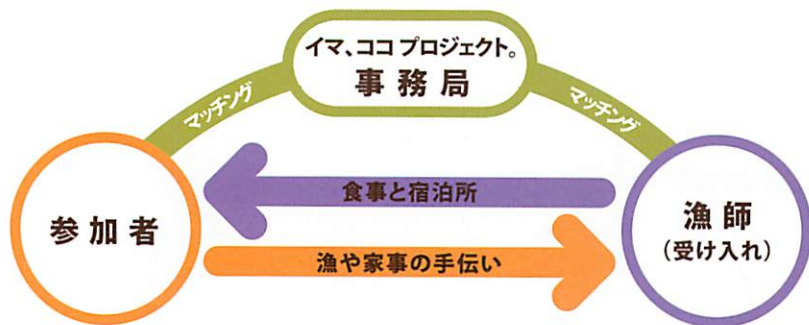 イマ、ココ プロジェクト。
事務局
マッチング
マッチング
食事と宿泊所
参加者
漁師
(受け入れ)
漁や家事の手伝い